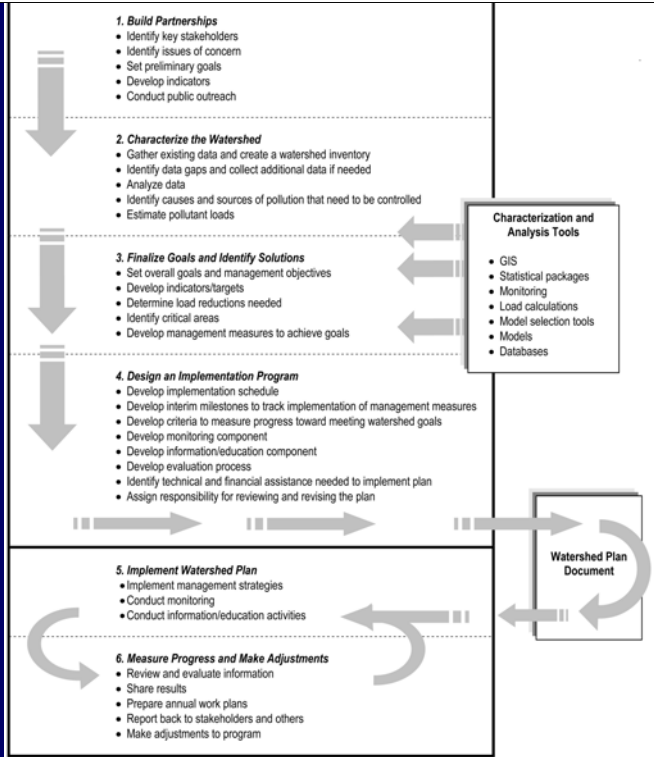 1. Build Partnerships
• Identify key stakeholders
• Identify issues of concern
• Set preliminary goals
• Develop indicators
• Conduct public outreach
2. Characterize the Watershed
• Gather existing data and create a watershed inventory
• Identify data gaps and collect additional data if needed
• Analyze data
• Identify causes and sources of pollution that need to be controlled
• Estimate pollutant loads
3. Finalize Goals and Identify Solutions
• Set overall goals and management objectives
• Develop indicators/targets
• Determine load reductions needed
• Identify critical areas
• Develop management measures to achieve goals
Characterization and
Analysis Tools
• GIS
• Statistical packages
• Monitoring
• Load calculations
• Model selection tools
• Models
• Databases
4. Design an Implementation Program
• Develop implementation schedule
• Develop interim milestones to track implementation of management measures
• Develop criteria to measure progress toward meeting watershed goals
• Develop monitoring component
• Develop information/education component
• Develop evaluation process
• Identify technical and financial assistance needed to implement plan
• Assign responsibility for reviewing and revising the plan
Watershed Plan
Document
5. Implement Watershed Plan
• Implement management strategies
• Conduct monitoring
• Conduct information/education activities
6. Measure Progress and Make Adjustments
• Review and evaluate information
• Share results
• Prepare annual work plans
• Report back to stakeholders and others
• Make adjustments to program